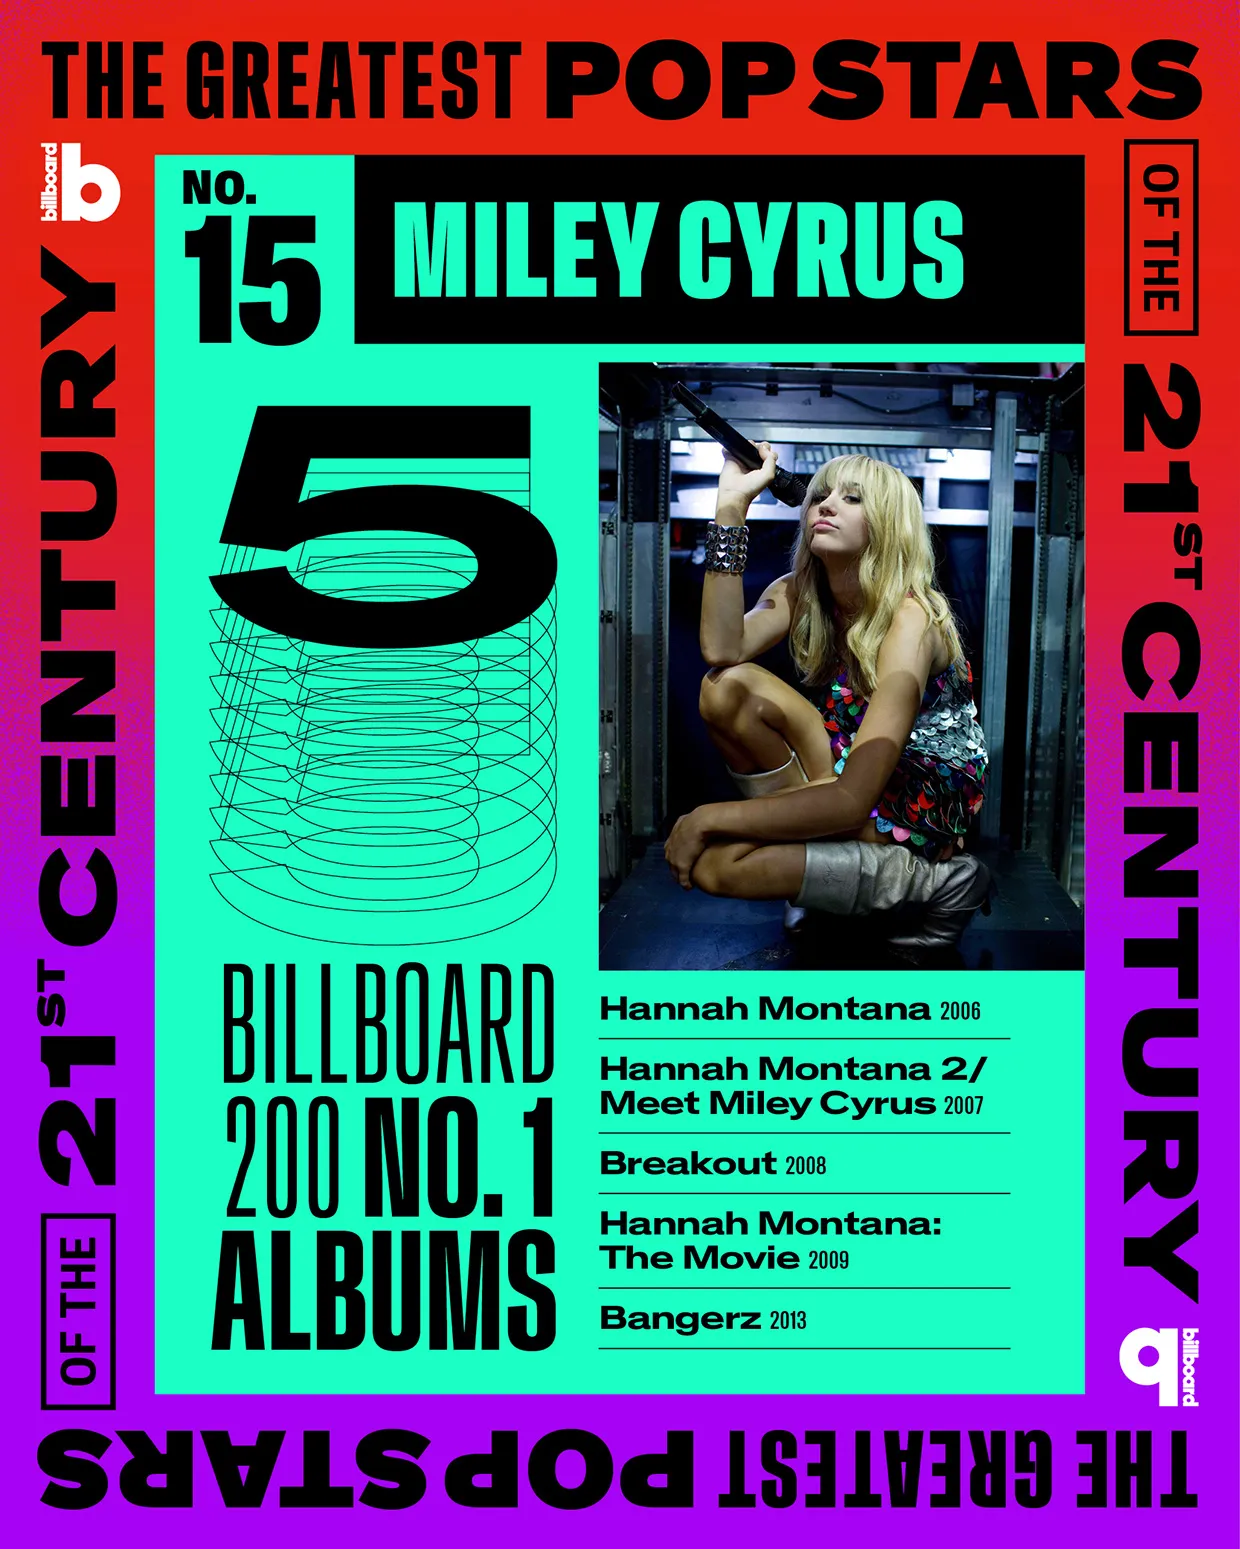 THE GREATEST POP STARS
OF THE
21ST CENTURY
billboard
b
NO.
15
MILEY CYRUS
5
BILLBOARD
200 NO. 1
ALBUMS
Hannah Montana 2006
Hannah Montana 2/
Meet Miley Cyrus 2007
Breakout 2008
Hannah Montana:
The Movie 2009
Bangerz 2013
THE GREATEST POP STARS
OF THE
21ST CENTURY
billboard
b